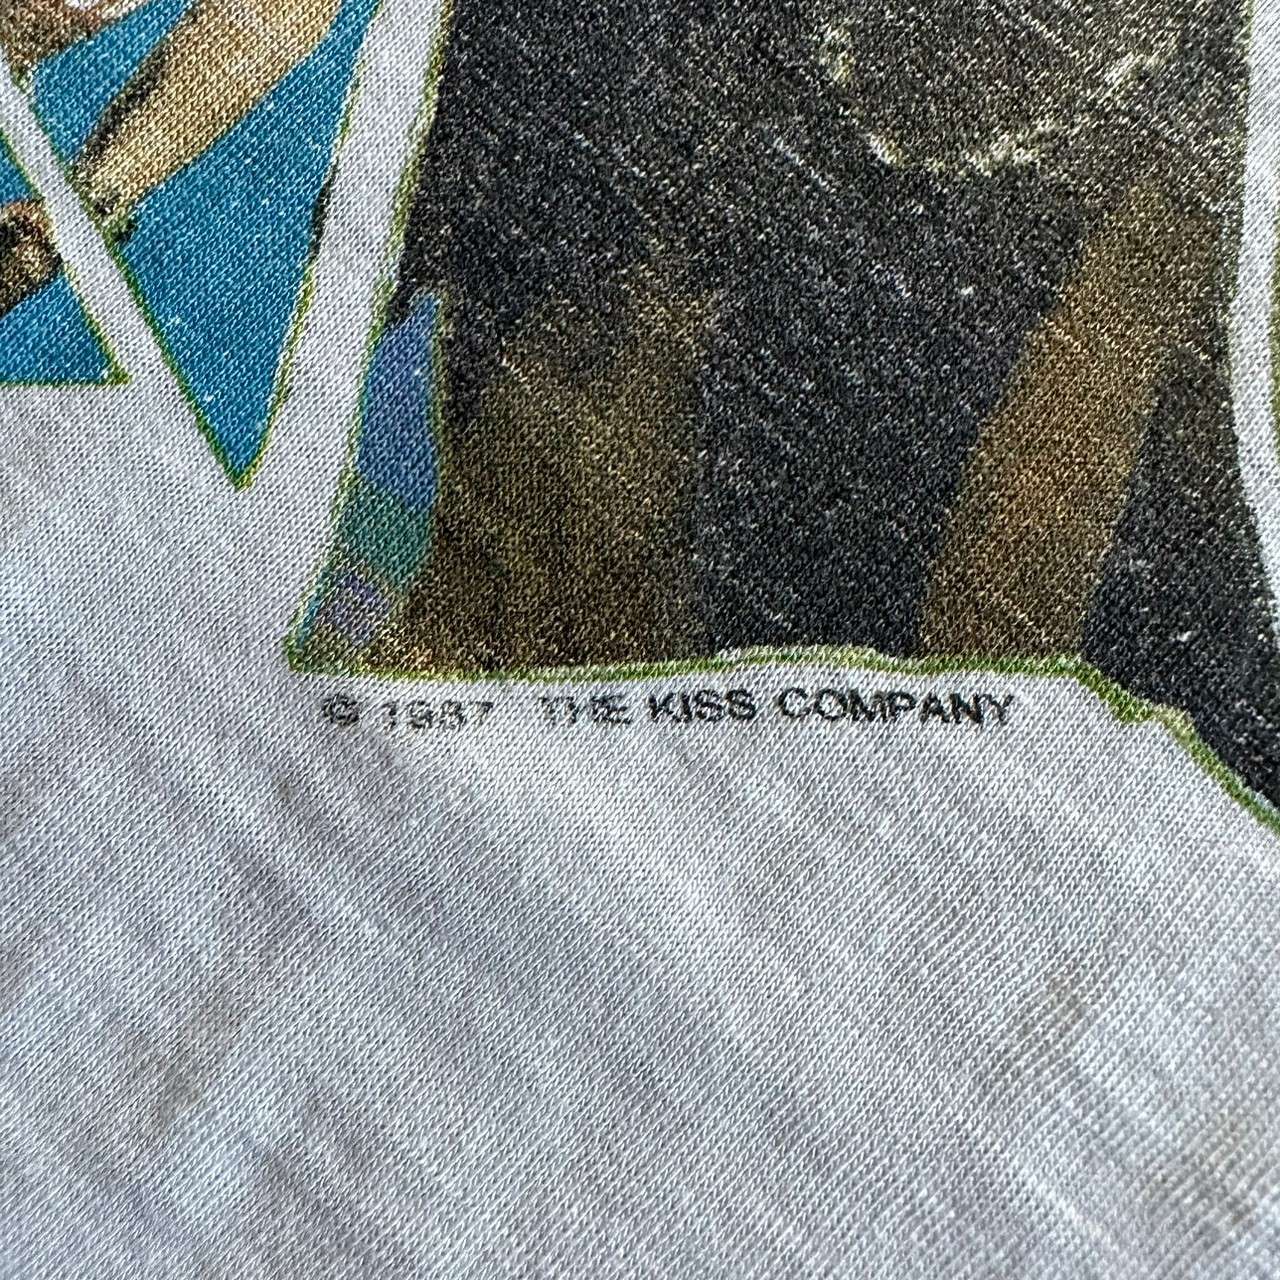 © 1987 THE KISS COMPANY